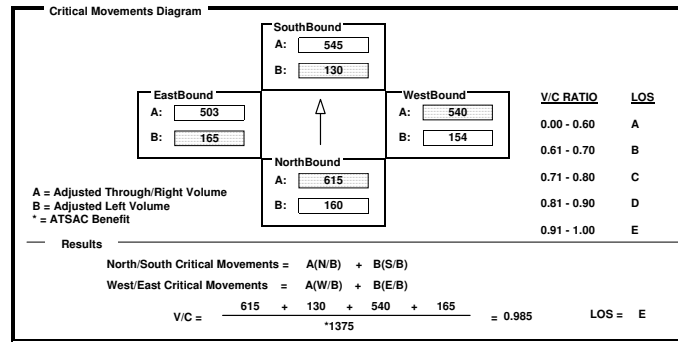 Critical Movements Diagram
SouthBound
A: 545
B: 130
EastBound
A: 503
B: 165
WestBound
A: 540
B: 154
NorthBound
A: 615
B: 160
V/C RATIO LOS
0.00 - 0.60 A
0.61 - 0.70 B
0.71 - 0.80 C
0.81 - 0.90 D
0.91 - 1.00 E
A = Adjusted Through/Right Volume
B = Adjusted Left Volume
* = ATSAC Benefit
Results
North/South Critical Movements = A(N/B) + B(S/B)
West/East Critical Movements = A(W/B) + B(E/B)
V/C = 615 + 130 + 540 + 165 = 0.985 LOS = E
*1375